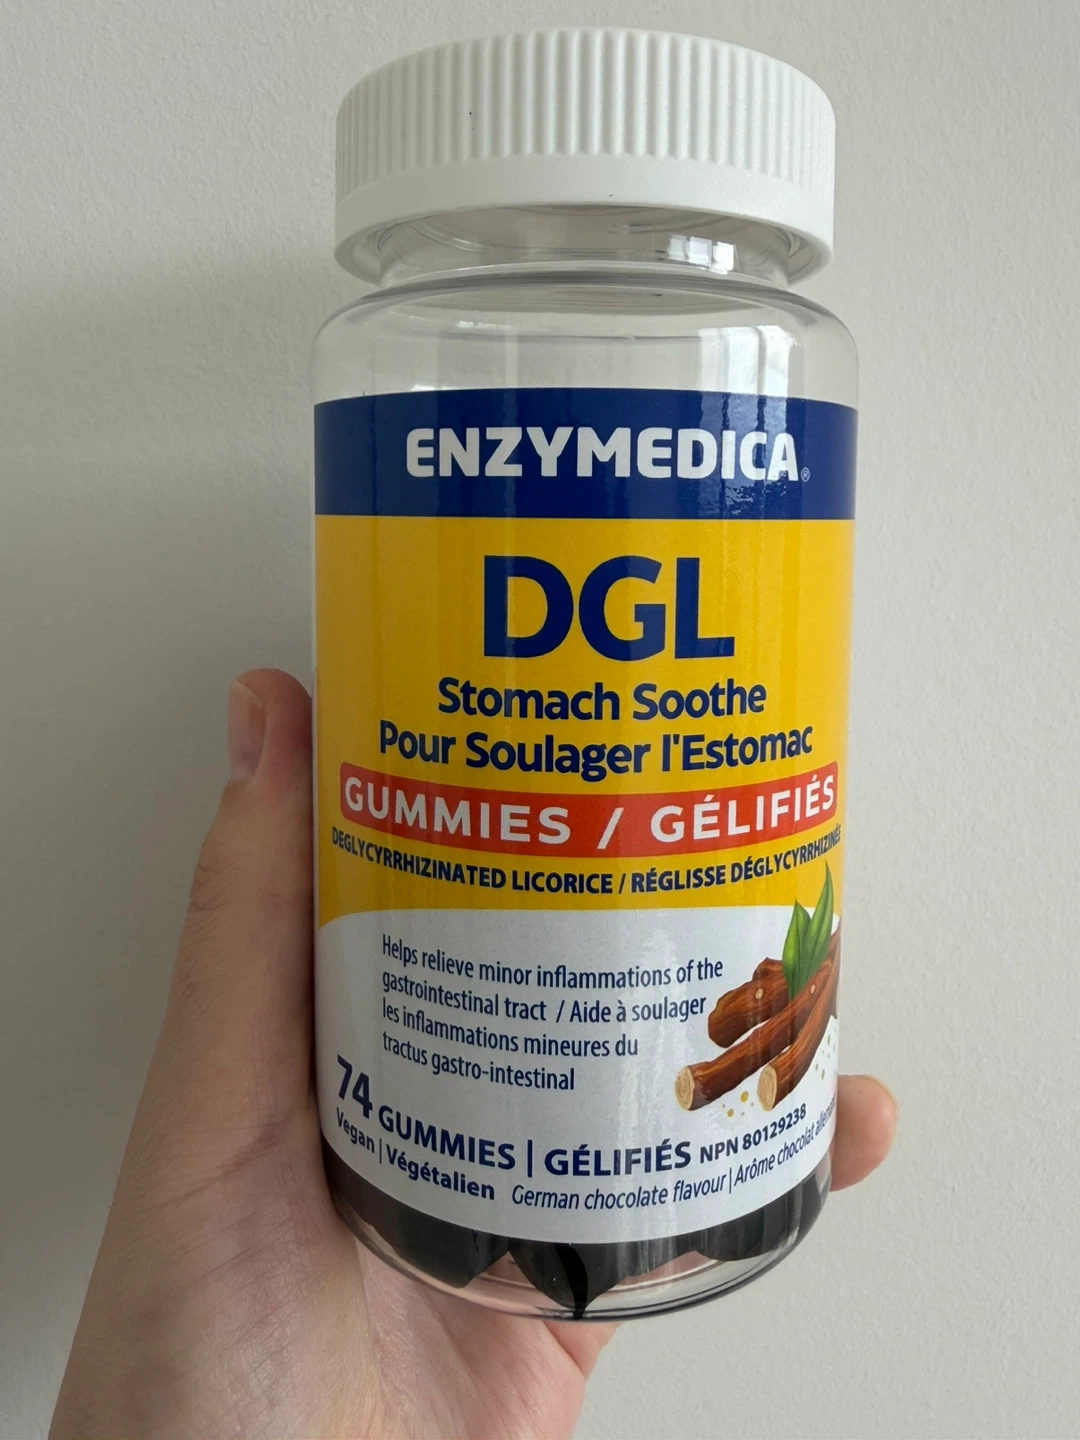 ENZYMEDICA®
DGL
Stomach Soothe
Pour Soulager l'Estomac
GUMMIES / GÉLIFIÉS
DEGLYCYRRHIZINATED LICORICE / RÉGLISSE DÉGLYCYRRHIZINÉE
Helps relieve minor inflammations of the
gastrointestinal tract / Aide à soulager
les inflammations mineures du
tractus gastro-intestinal
74 GUMMIES | GÉLIFIÉS NPN 80129238
Vegan | Végétalien German chocolate flavour | Arôme chocolat